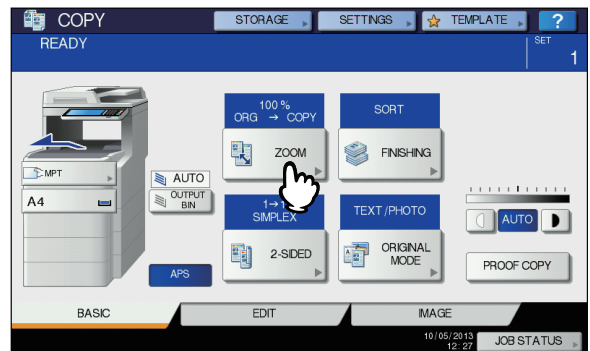 COPY
STORAGE
SETTINGS
TEMPLATE
?
READY
SET
1
100 %
ORG → COPY
SORT
ZOOM
FINISHING
MPT
AUTO
A4
OUTPUT
BIN
SIMPLEX
TEXT/PHOTO
AUTO
2-SIDED
ORIGINAL
MODE
PROOF COPY
APS
BASIC
EDIT
IMAGE
10/05/2013
12:27
JOB STATUS